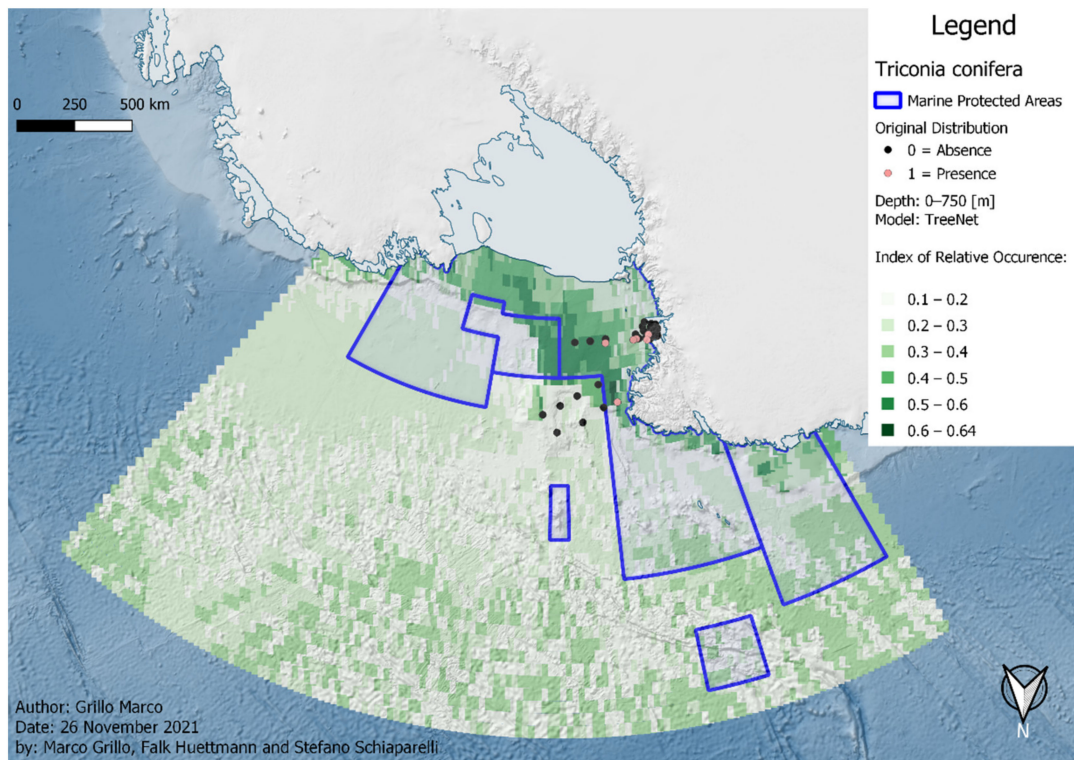 Legend
Triconia conifera
Marine Protected Areas
Original Distribution
0 = Absence
1 = Presence
Depth: 0–750 [m]
Model: TreeNet
Index of Relative Occurence:
0.1 – 0.2
0.2 – 0.3
0.3 – 0.4
0.4 – 0.5
0.5 – 0.6
0.6 – 0.64
0 250 500 km
Author: Grillo Marco
Date: 26 November 2021
by: Marco Grillo, Falk Huettmann and Stefano Schiaparelli
N